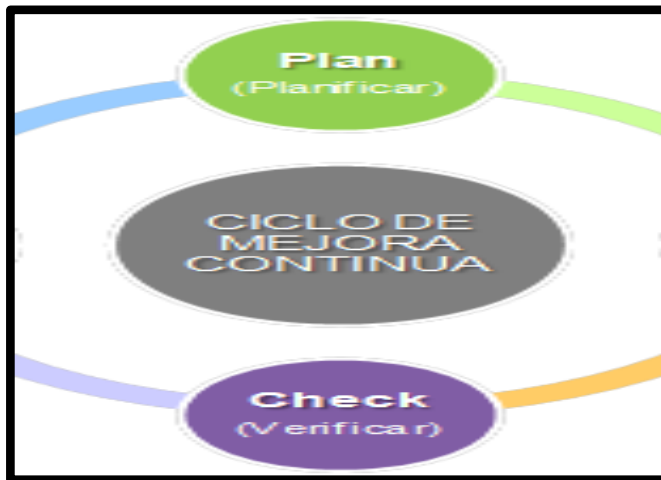 Plan
(Planificar)
CICLO DE
MEJORA
CONTINUA
Check
(Verificar)